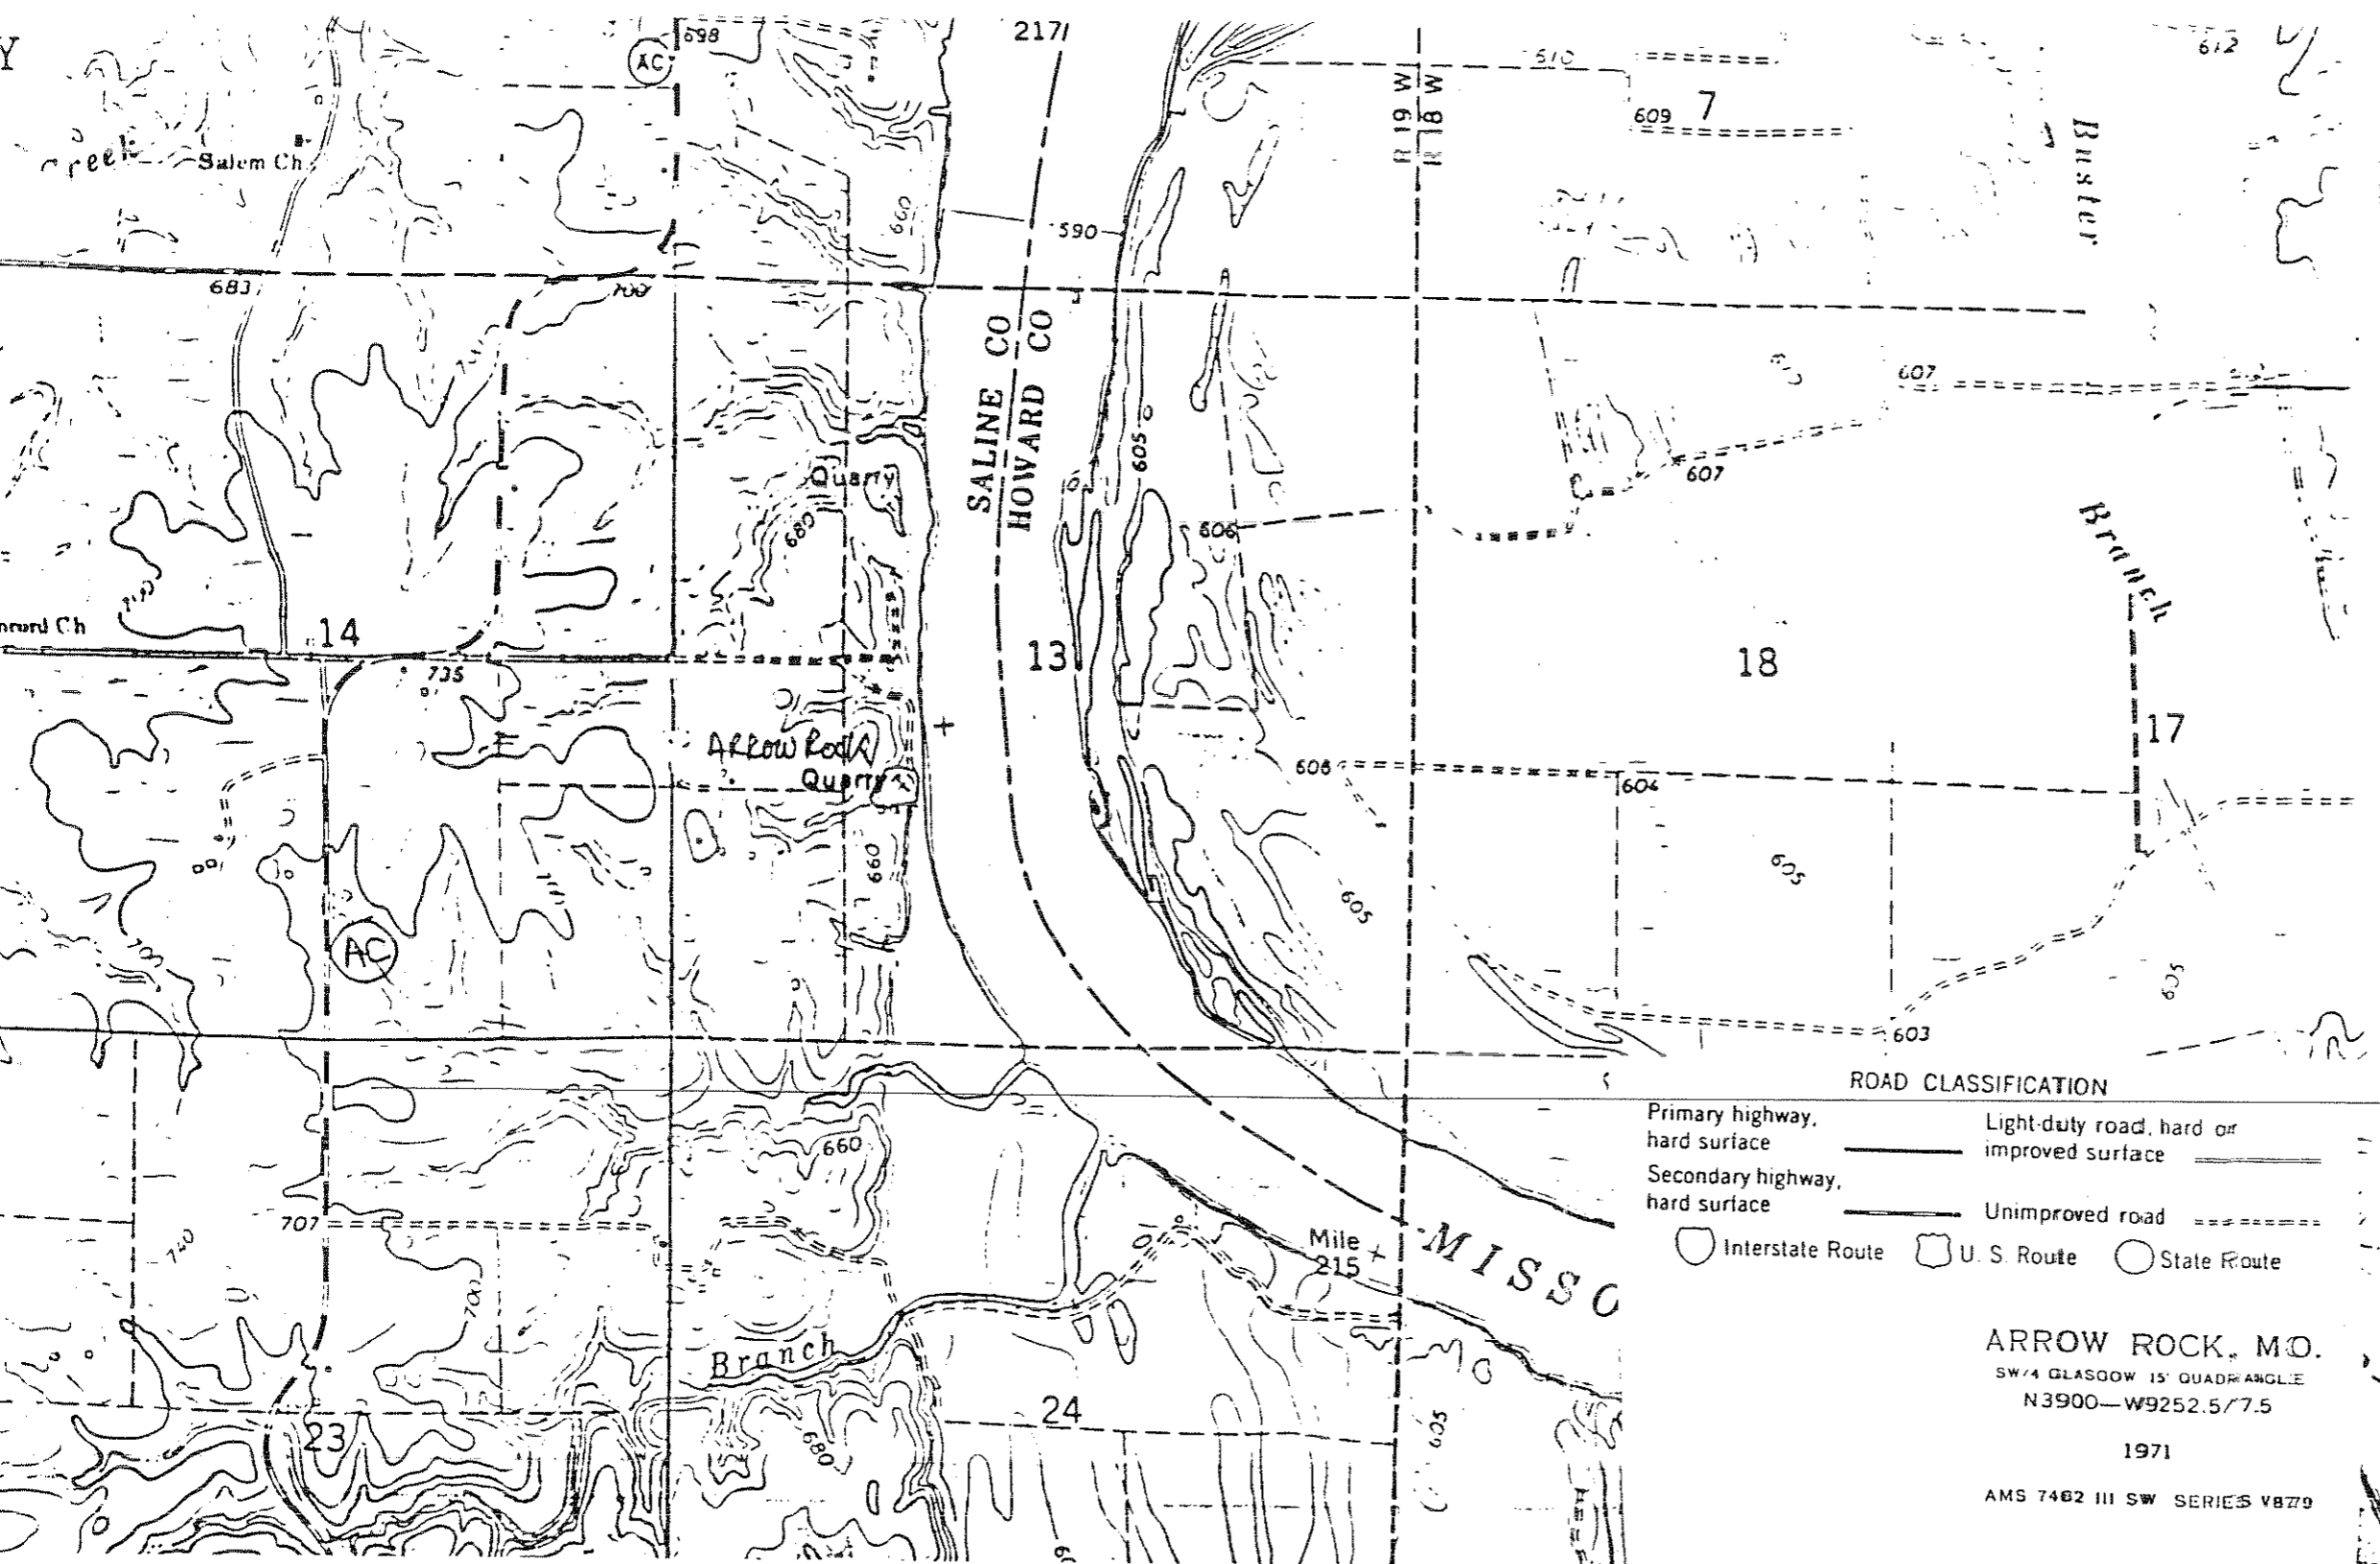 Y
AC
698
217
510
612
R 19 W
R 18 W
609
7
Buster
Creek
Salem Ch
660
590
683
700
SALINE CO
HOWARD CO
607
605
607
Quarry
680
606
Branch
Ch
14
735
13
18
17
ARROW ROCK
Quarry
608
604
660
605
605
AC
605
603
ROAD CLASSIFICATION
Primary highway,
hard surface
Light-duty road, hard or
improved surface
Secondary highway,
hard surface
Unimproved road
Interstate Route
U. S. Route
State Route
660
707
720
700
Mile
215
MISSO
Branch
ARROW ROCK, MO.
SW/4 GLASGOW 15' QUADRANGLE
N3900—W9252.5/7.5
1971
AMS 7462 III SW SERIES V879
24
23
680
605